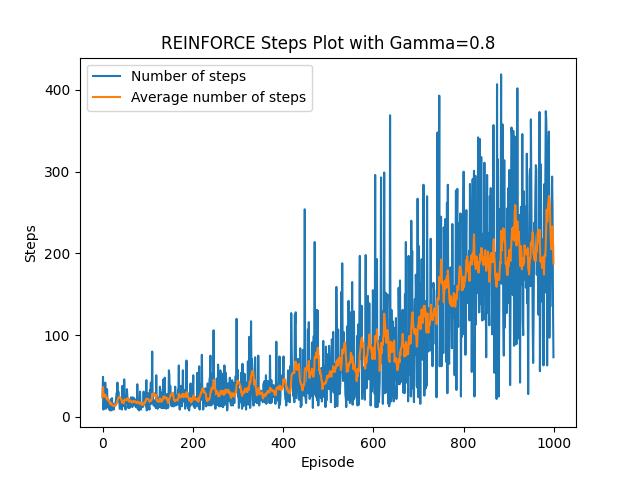 REINFORCE Steps Plot with Gamma=0.8
Number of steps
Average number of steps
400
300
200
100
0
Steps
0 200 400 600 800 1000
Episode